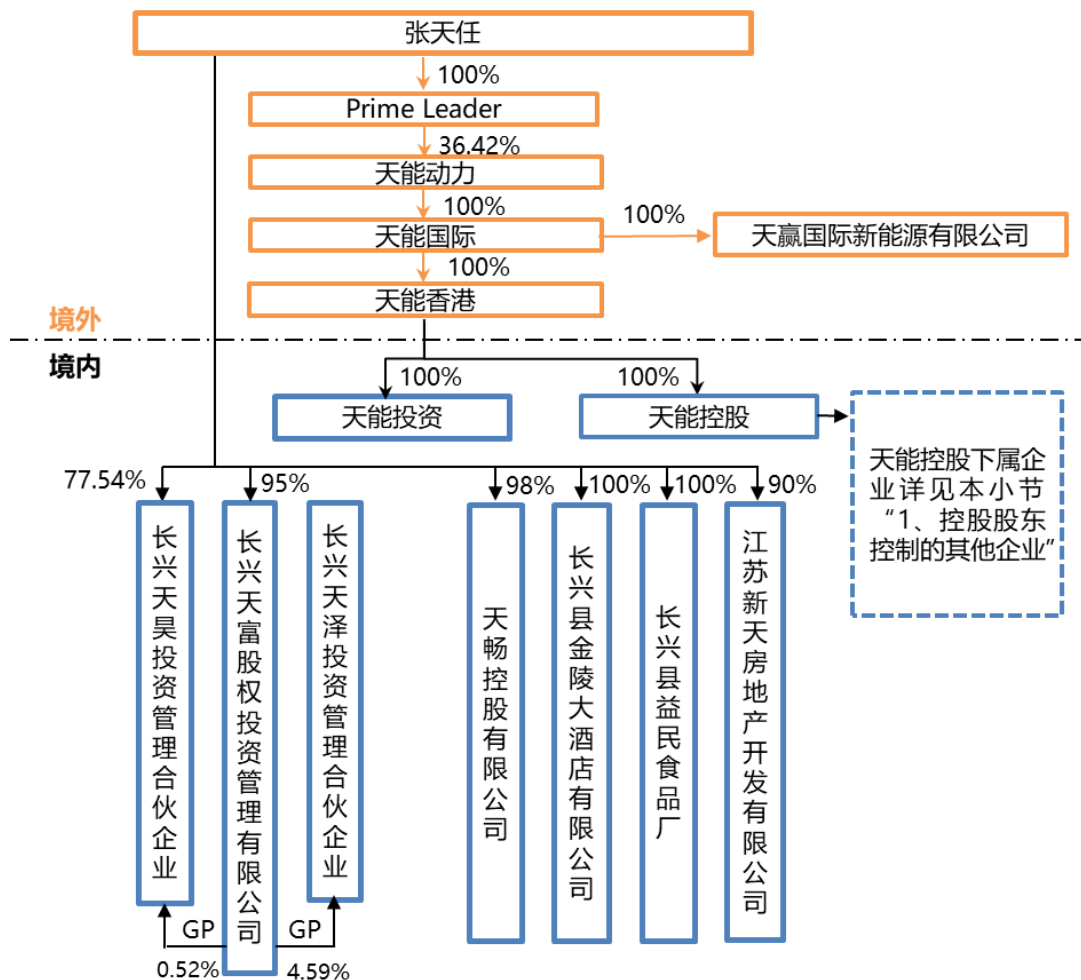 张天任
100%
Prime Leader
36.42%
天能动力
100%
100%
天能国际
天赢国际新能源有限公司
100%
天能香港
境外
境内
100%
100%
天能投资
天能控股
天能控股下属企
业详见本小节
“1、控股股东
控制的其他企业”
77.54%
95%
98%
100%
100%
90%
长兴天昊投资管理合伙企业
长兴天富股权投资管理有限公司
长兴天泽投资管理合伙企业
天畅控股有限公司
长兴县金陵大酒店有限公司
长兴县益民食品厂
江苏新天房地产开发有限公司
GP
GP
0.52%
4.59%